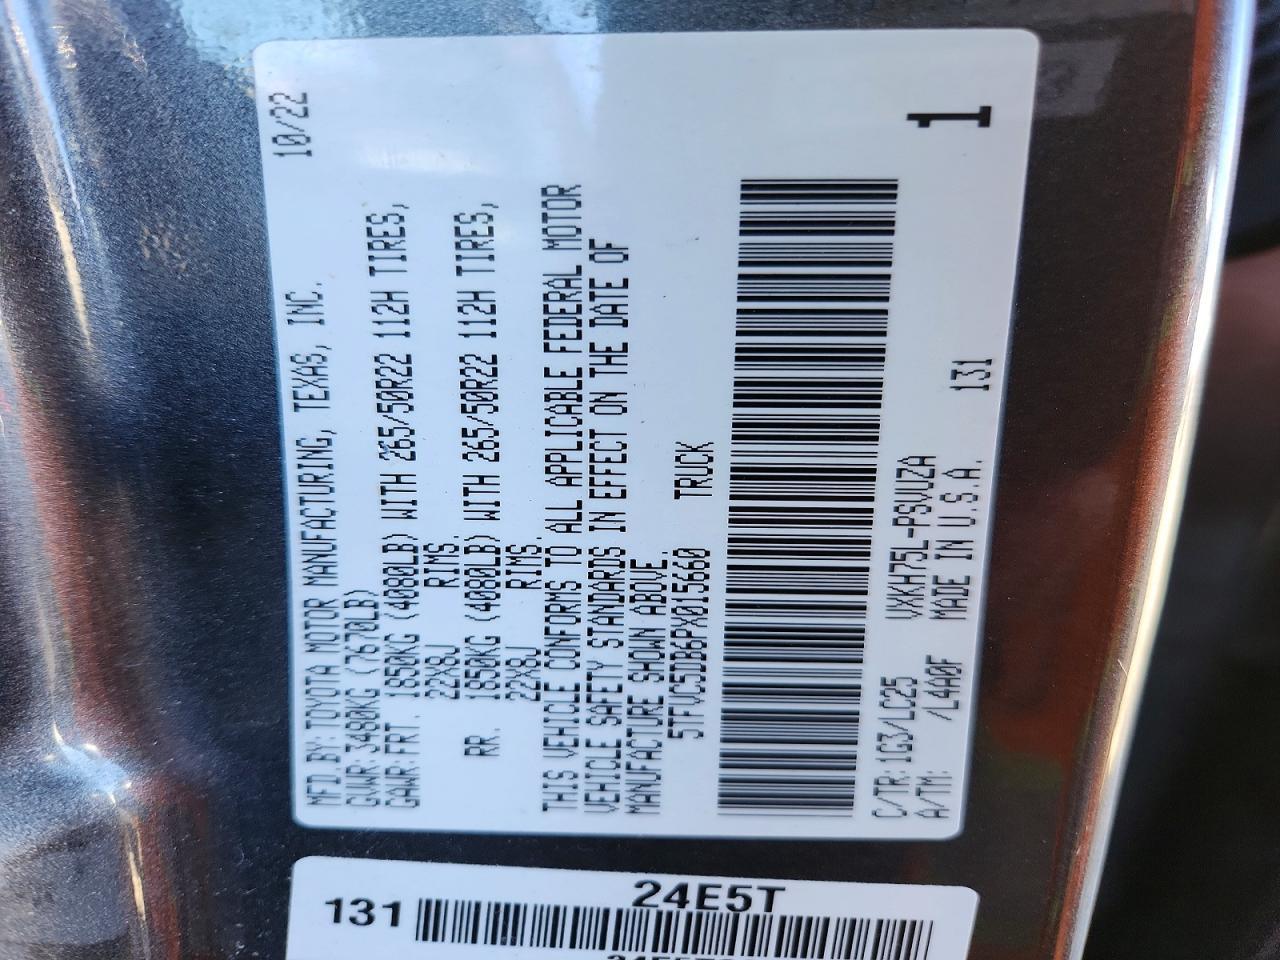 MFD.BY:TOYOTA MOTOR MANUFACTURING, TEXAS, INC. 10/22
GVWR:3480KG (7670LB)
GAWR:FRT. 1850KG (4080LB) WITH 265/50R22 112H TIRES,
22X8J RIMS.
RR. 1850KG (4080LB) WITH 265/50R22 112H TIRES,
22X8J RIMS.
THIS VEHICLE CONFORMS TO ALL APPLICABLE FEDERAL MOTOR
VEHICLE SAFETY STANDARDS IN EFFECT ON THE DATE OF
MANUFACTURE SHOWN ABOVE.
5TFVC5DB6PX015660 TRUCK
C/TR:1G3/LC25 VXKH75L-PSVUZA
A/TM: /L4A0F MADE IN U.S.A. 131
1
24E5T
131